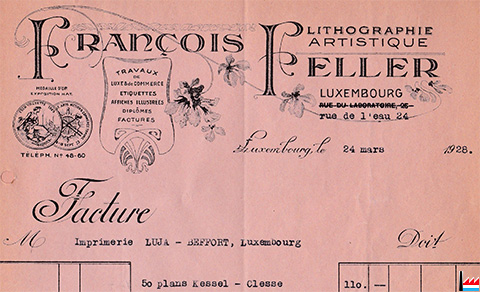 FRANÇOIS FELLER
LITHOGRAPHIE
ARTISTIQUE
LUXEMBOURG
RUE DU LABORATOIRE, 25
rue de l'eau 24
MÉDAILLE D'OR
TRAVAUX
DE
LUXE & DE COMMERCE
ETIQUETTES
AFFICHES ILLUSTRÉES
DIPLÔMES
FACTURES
TÉLÉPH. Nº 48-60
Luxembourg, le 24 mars 1928.
Facture
M Imprimerie LUJA - BEFFORT, Luxembourg Doit
50 plans Kessel - Clesse 110. —